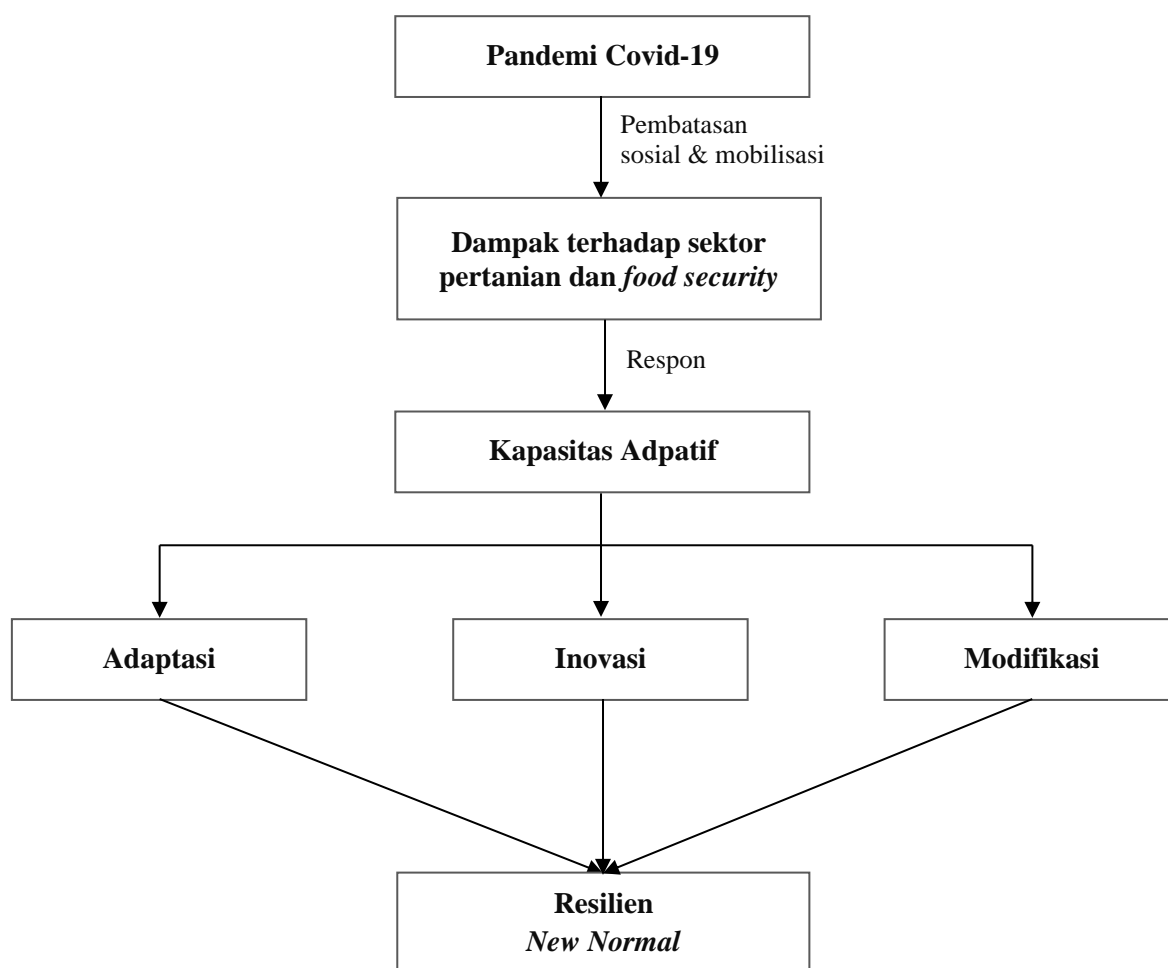 Pandemi Covid-19
Pembatasan
sosial & mobilisasi
Dampak terhadap sektor
pertanian dan food security
Respon
Kapasitas Adpatif
Adaptasi
Inovasi
Modifikasi
Resilien
New Normal